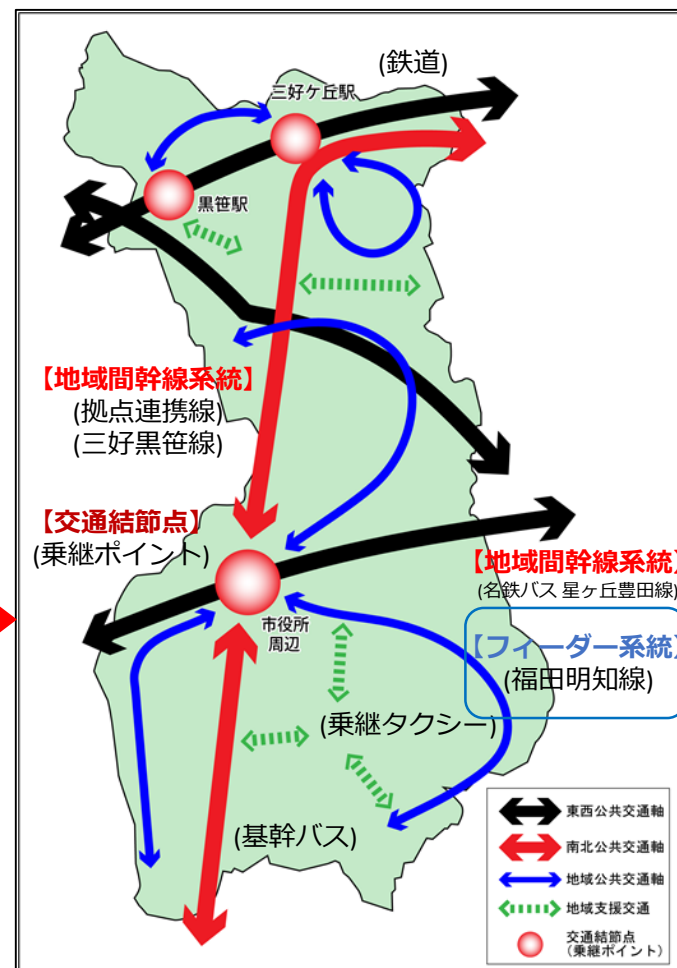 (鉄道)
三好ケ丘駅
黒笹駅
【地域間幹線系統】
(拠点連携線)
(三好黒笹線)
【交通結節点】
(乗継ポイント)
市役所
周辺
【地域間幹線系統】
(名鉄バス 星ヶ丘豊田線)
【フィーダー系統】
(福田明知線)
(乗継タクシー)
(基幹バス)
東西公共交通軸
南北公共交通軸
地域公共交通軸
地域支援交通
交通結節点
(乗継ポイント)